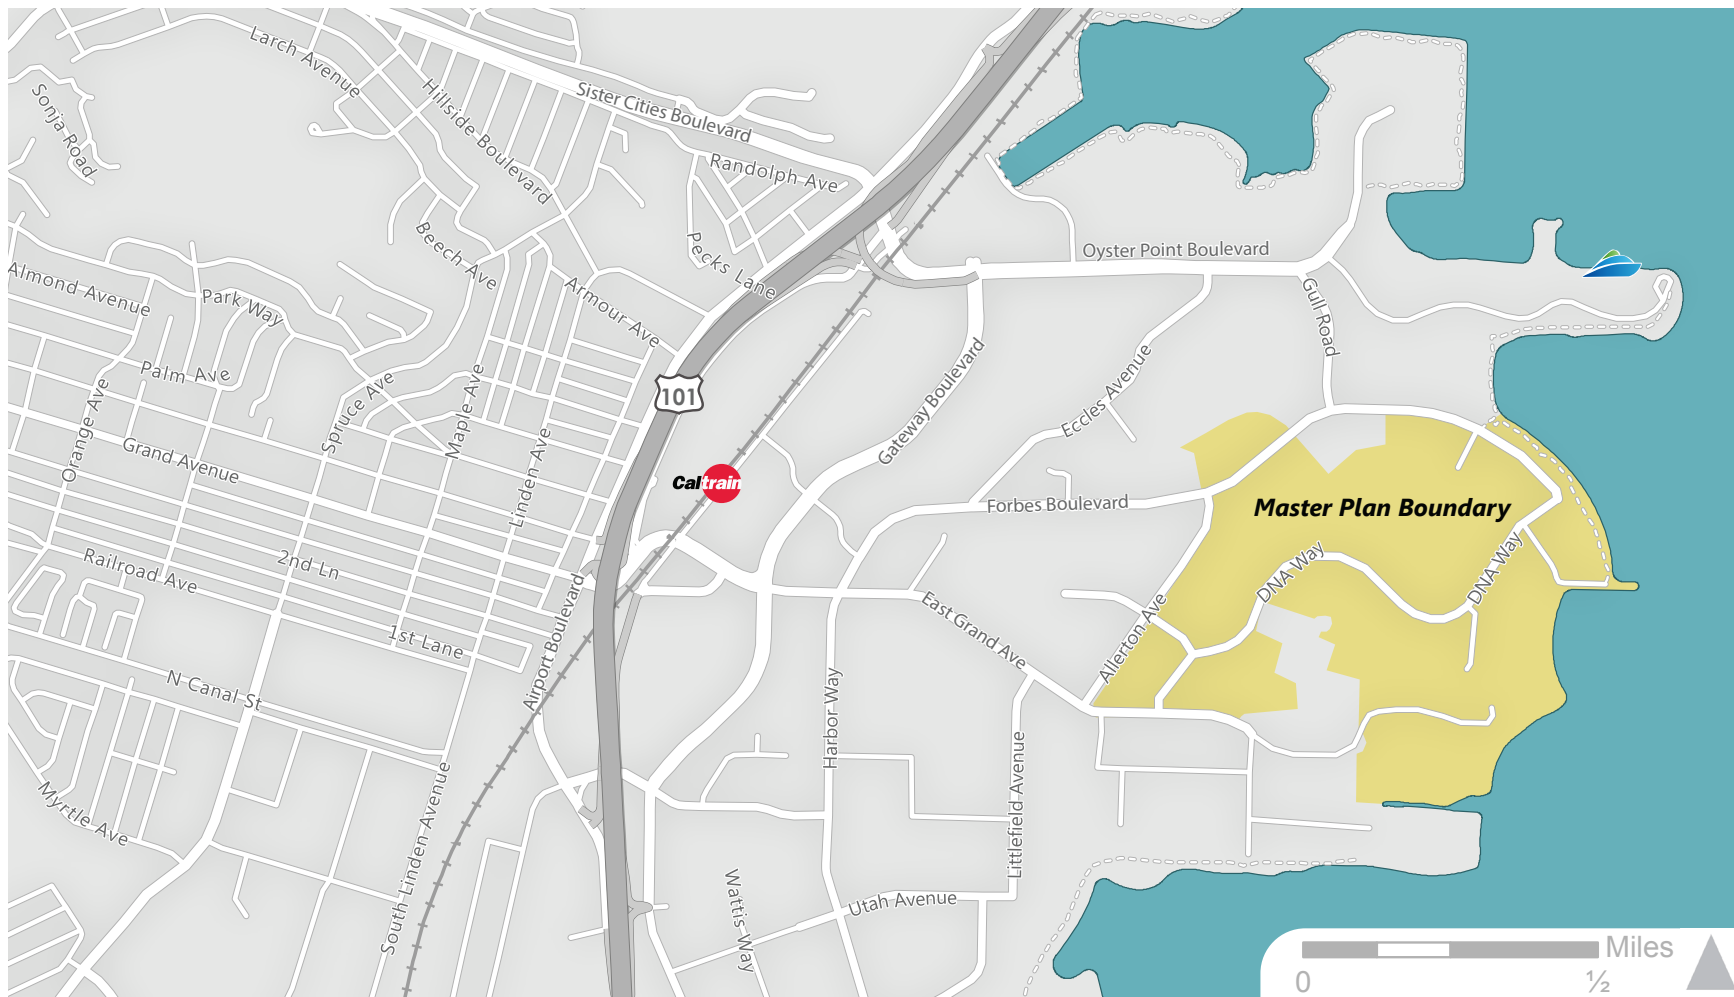 Larch Avenue
Sonja Road
Hillside Boulevard
Sister Cities Boulevard
Randolph Ave
Pecks Lane
Beech Ave
Armour Ave
Almond Avenue
Park Way
Palm Ave
Orange Ave
Spruce Ave
Maple Ave
Linden Ave
Grand Avenue
Oyster Point Boulevard
Gull Road
Eccles Avenue
Gateway Boulevard
101
Caltrain
Forbes Boulevard
Master Plan Boundary
DNA Way
DNA Way
Railroad Ave
2nd Ln
1st Lane
Airport Boulevard
East Grand Ave
Allerton Ave
N Canal St
Harbor Way
Littlefield Avenue
Myrtle Ave
South Linden Avenue
Wattis Way
Utah Avenue
Miles
0 ½